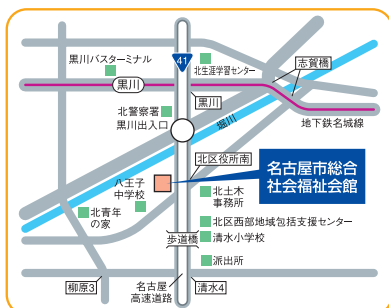 41
北生涯学習センター
志賀橋
黒川バスターミナル
黒川
黒川
地下鉄名城線
北警察署
黒川出入口
堀川
北区役所南
名古屋市総合
社会福祉会館
八王子
中学校
北土木
事務所
北青年
の家
北区西部地域包括支援センター
歩道橋
清水小学校
派出所
柳原3
名古屋
高速道路
清水4